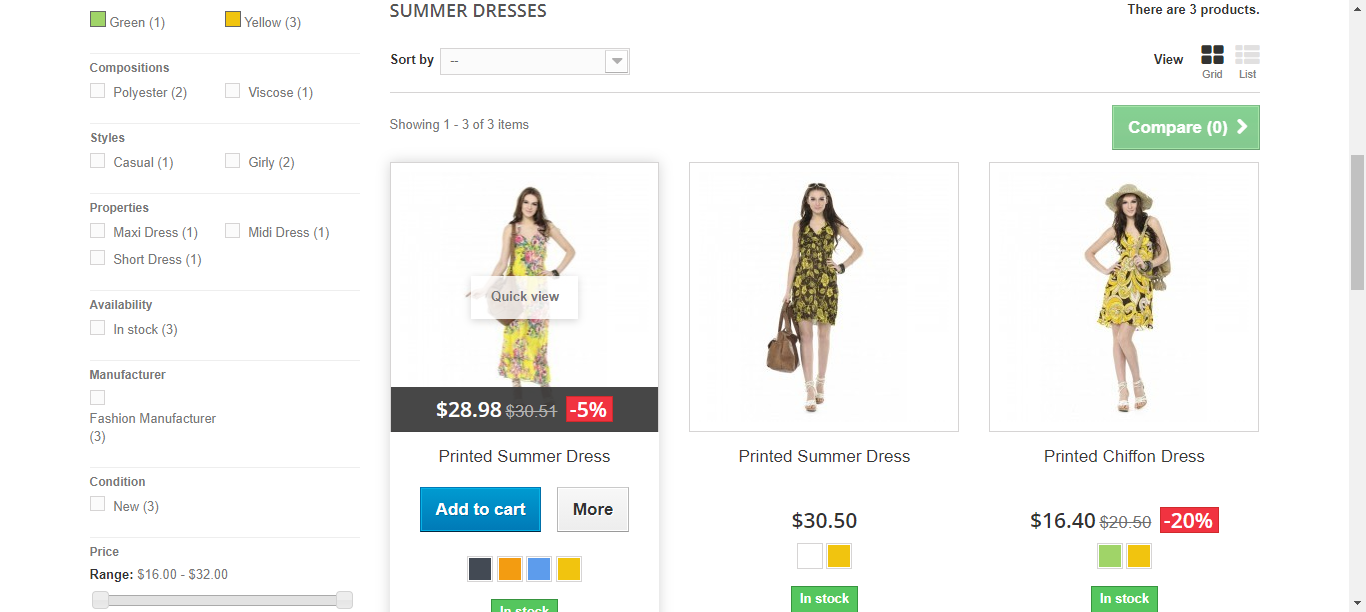 Green (1)
Yellow (3)
Compositions
Polyester (2)
Viscose (1)
Styles
Casual (1)
Girly (2)
Properties
Maxi Dress (1)
Midi Dress (1)
Short Dress (1)
Availability
In stock (3)
Manufacturer
Fashion Manufacturer
(3)
Condition
New (3)
Price
Range: $16.00 - $32.00
SUMMER DRESSES
There are 3 products.
Sort by
--
View
Grid
List
Showing 1 - 3 of 3 items
Compare (0)
Quick view
$28.98 $30.51 -5%
Printed Summer Dress
Add to cart
More
In stock
Printed Summer Dress
$30.50
In stock
Printed Chiffon Dress
$16.40 $20.50 -20%
In stock